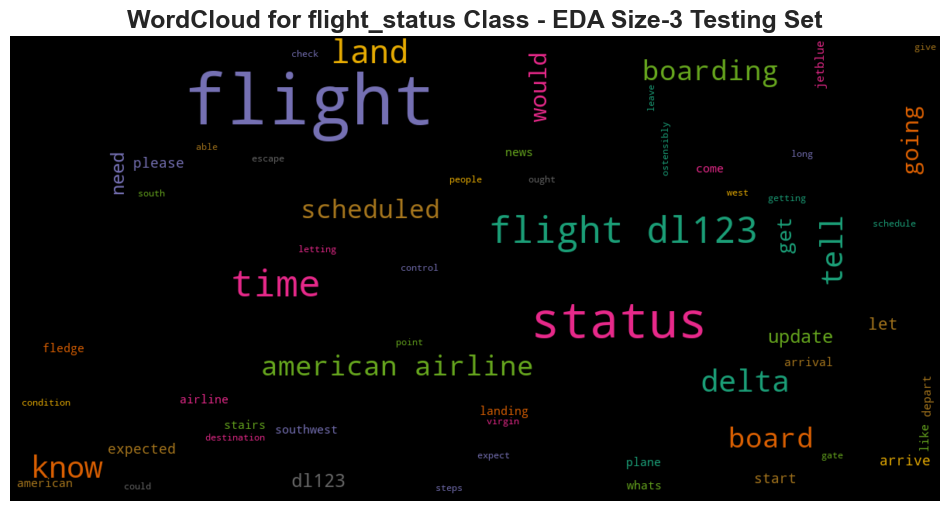 WordCloud for flight_status Class - EDA Size-3 Testing Set
check
land
flight
would
boarding
jetblue
give
leave
going
able
escape
please
need
news
ostensibly
come
long
people
ought
south
west
getting
scheduled
flight dl123
get
tell
schedule
letting
control
time
status
let
update
fledge
point
american airline
arrival
delta
condition
airline
landing
virgin
depart
like
stairs
southwest
destination
board
expected
expect
know
plane
gate
arrive
american
could
dl123
steps
whats
start